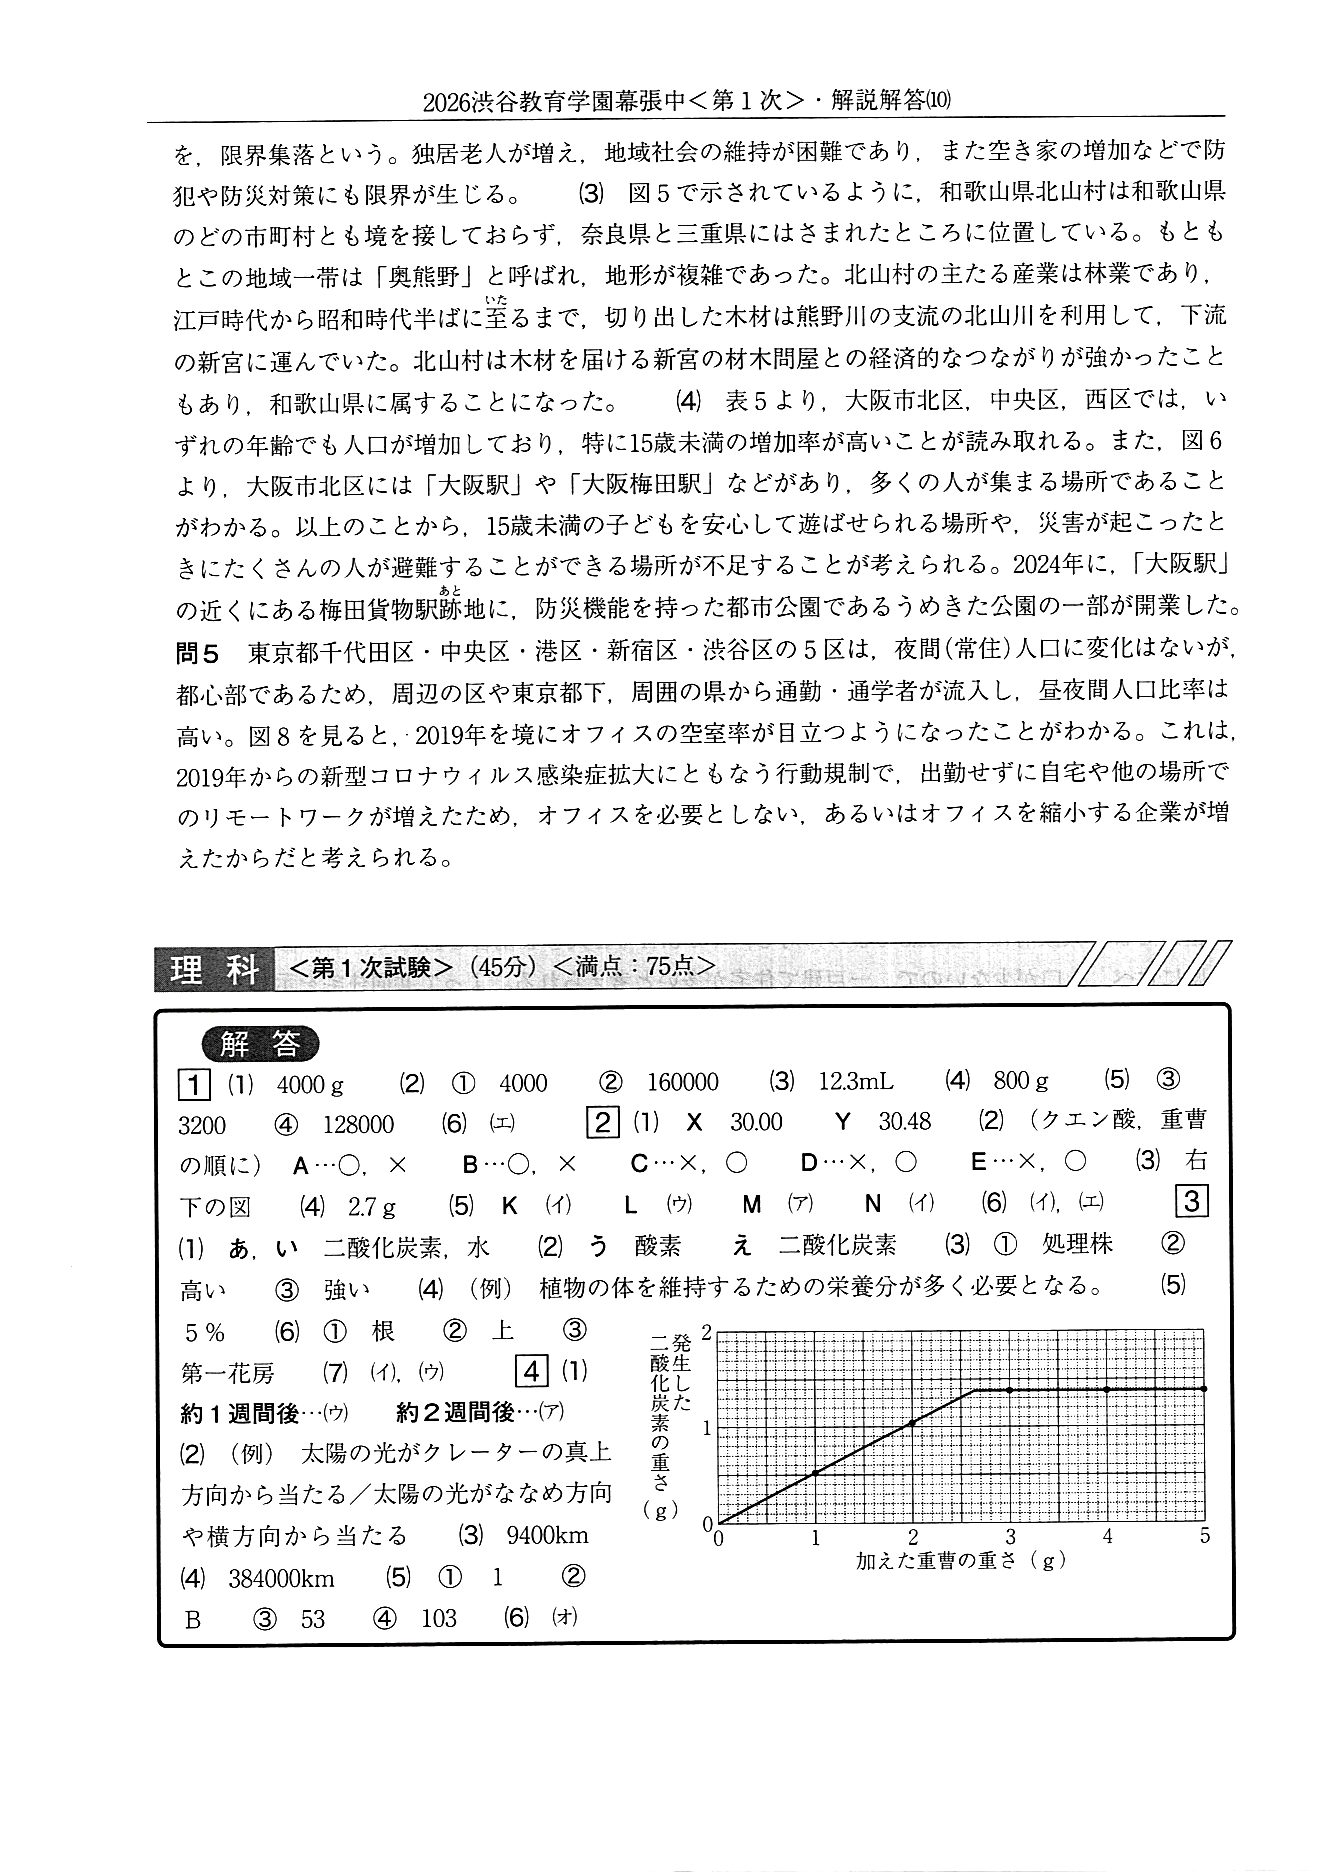 2026渋谷教育学園幕張中＜第１次＞・解説解答⑽
を，限界集落という。独居老人が増え，地域社会の維持が困難であり，また空き家の増加などで防
犯や防災対策にも限界が生じる。　⑶　図５で示されているように，和歌山県北山村は和歌山県
のどの市町村とも境を接しておらず，奈良県と三重県にはさまれたところに位置している。もとも
とこの地域一帯は「奥熊野」と呼ばれ，地形が複雑であった。北山村の主たる産業は林業であり，
いた
江戸時代から昭和時代半ばに至るまで，切り出した木材は熊野川の支流の北山川を利用して，下流
の新宮に運んでいた。北山村は木材を届ける新宮の材木問屋との経済的なつながりが強かったこと
もあり，和歌山県に属することになった。　⑷　表５より，大阪市北区，中央区，西区では，い
ずれの年齢でも人口が増加しており，特に15歳未満の増加率が高いことが読み取れる。また，図６
より，大阪市北区には「大阪駅」や「大阪梅田駅」などがあり，多くの人が集まる場所であること
がわかる。以上のことから，15歳未満の子どもを安心して遊ばせられる場所や，災害が起こったと
きにたくさんの人が避難することができる場所が不足することが考えられる。2024年に，「大阪駅」
あと
の近くにある梅田貨物駅跡地に，防災機能を持った都市公園であるうめきた公園の一部が開業した。
問５　東京都千代田区・中央区・港区・新宿区・渋谷区の５区は，夜間(常住)人口に変化はないが，
都心部であるため，周辺の区や東京都下，周囲の県から通勤・通学者が流入し，昼夜間人口比率は
高い。図８を見ると，2019年を境にオフィスの空室率が目立つようになったことがわかる。これは，
2019年からの新型コロナウィルス感染症拡大にともなう行動規制で，出勤せずに自宅や他の場所で
のリモートワークが増えたため，オフィスを必要としない，あるいはオフィスを縮小する企業が増
えたからだと考えられる。
理科　＜第１次試験＞（45分）＜満点：75点＞
解答
1　⑴　4000ｇ　⑵　①　4000　②　160000　⑶　12.3mL　⑷　800ｇ　⑸　③
3200　④　128000　⑹　㈓　2　⑴　X　30.00　Y　30.48　⑵　（クエン酸，重曹
の順に）　A…○，×　B…○，×　C…×，○　D…×，○　E…×，○　⑶　右
下の図　⑷　2.7ｇ　⑸　K　(イ)　L　(ウ)　M　(ア)　N　(イ)　⑹　(イ)，(エ)　3
⑴　あ，い　二酸化炭素，水　⑵　う　酸素　え　二酸化炭素　⑶　①　処理株　②
高い　③　強い　⑷　（例）　植物の体を維持するための栄養分が多く必要となる。　⑸
５％　⑹　①　根　②　上　③
第一花房　⑺　(イ)，(ウ)　4　⑴
約１週間後…(ウ)　約２週間後…(ア)
⑵　（例）　太陽の光がクレーターの真上
方向から当たる／太陽の光がななめ方向
や横方向から当たる　⑶　9400km
⑷　384000km　⑸　①　1　②
B　③　53　④　103　⑹　(オ)
発生した二酸化炭素の重さ（ｇ）
2
1
0
0　1　2　3　4　5
加えた重曹の重さ（ｇ）